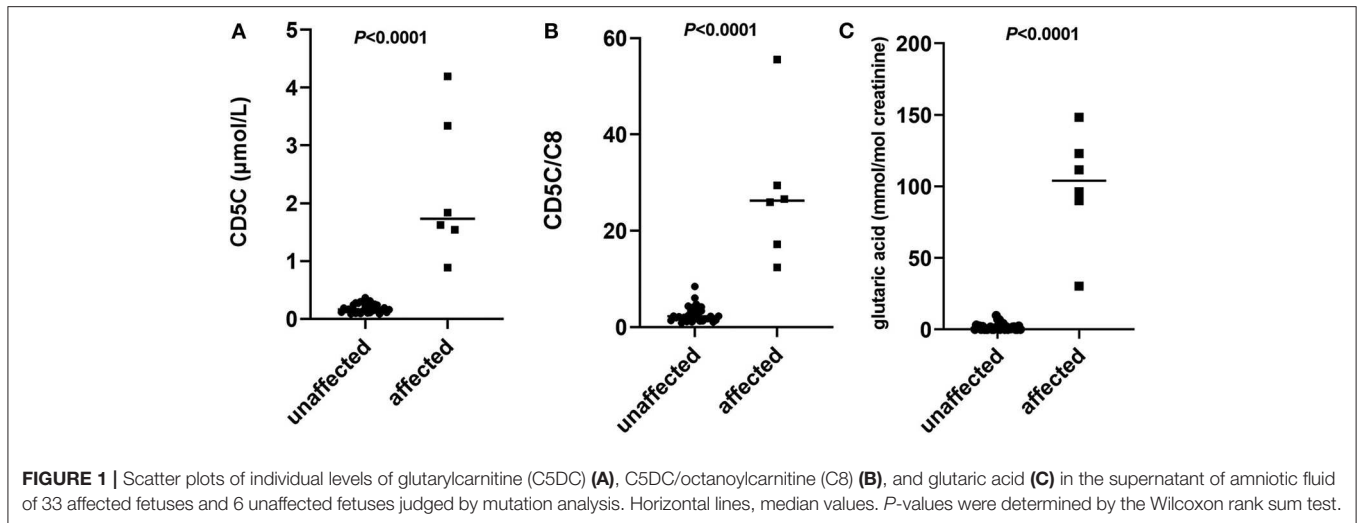 A
P<0.0001
CD5C (μmol/L)
5
4
3
2
1
0
unaffected
affected
B
P<0.0001
CD5C/C8
60
40
20
0
unaffected
affected
C
P<0.0001
glutaric acid (mmol/mol creatinine)
200
150
100
50
0
unaffected
affected
FIGURE 1 | Scatter plots of individual levels of glutarylcarnitine (C5DC) (A), C5DC/octanoylcarnitine (C8) (B), and glutaric acid (C) in the supernatant of amniotic fluid
of 33 affected fetuses and 6 unaffected fetuses judged by mutation analysis. Horizontal lines, median values. P-values were determined by the Wilcoxon rank sum test.